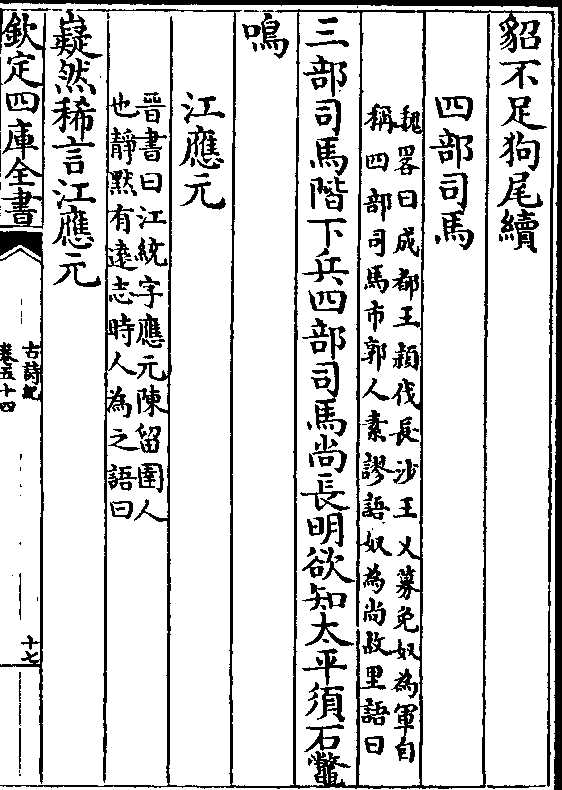 貂不足狗尾續
四部司馬
魏畧曰成都王穎伐長沙王乂募免奴為軍自
稱四部司馬市郭人素謬語奴為尚故里語曰
三部司馬階下兵四部司馬尚長明欲知太平須石鼈
鳴
江應元
晉書曰江統字應元陳留圉人
也靜默有遠志時人為之語曰
嶷然稀言江應元
欽定四庫全書
古詩紀
卷五十四
十七